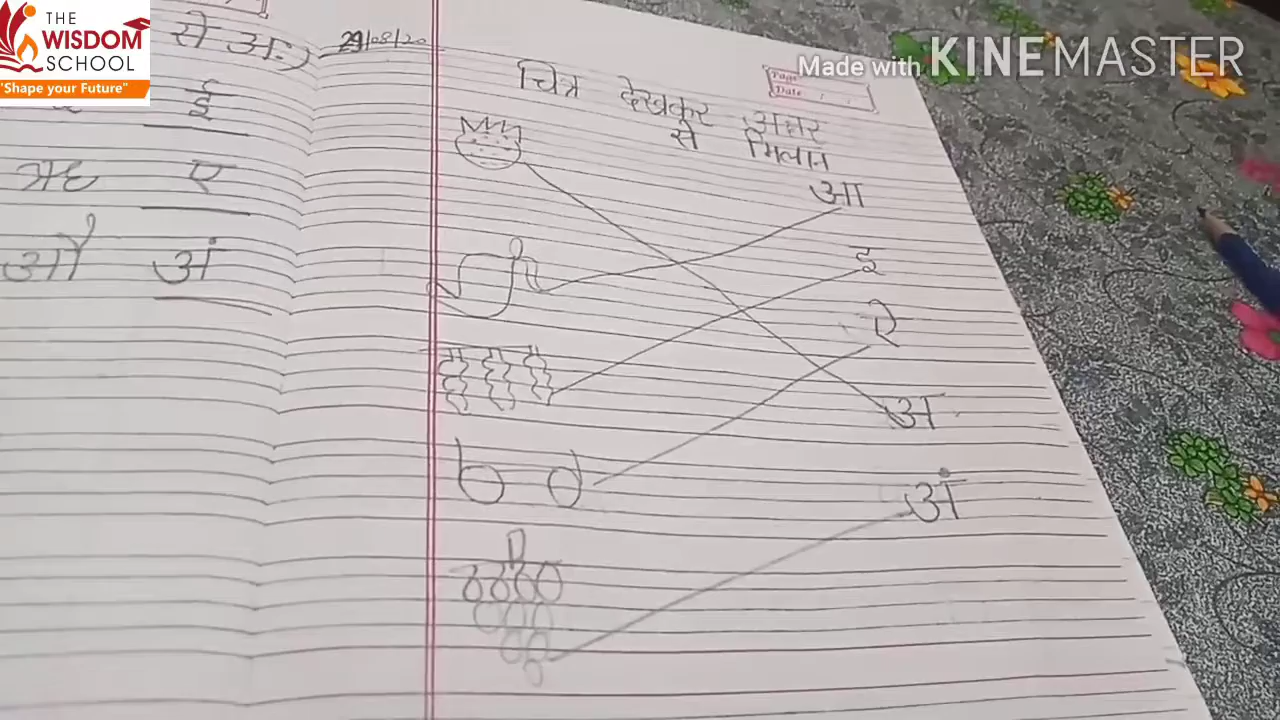 THE
WISDOM
SCHOOL
"Shape your Future"
Made with KINEMASTER
से अः)
ई
ऋ ए
औ अं
29/08/20
Page
Date
चित्र देखकर अक्षर
से मिलान
आ
इ
ऐ
अ
अं